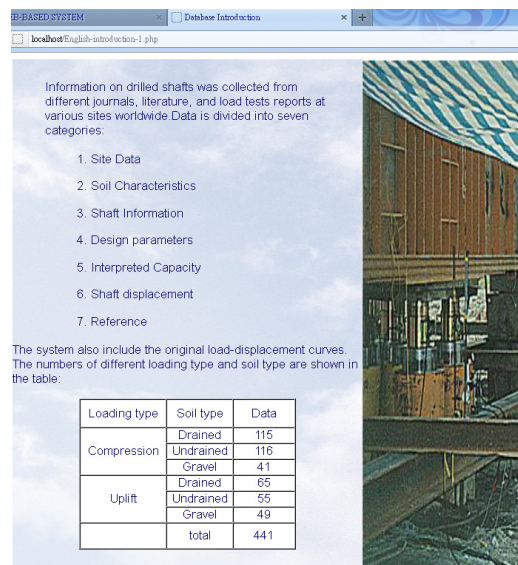 EB-BASED SYSTEM
Database Introduction
localhost/English-introduction-1.php
Information on drilled shafts was collected from
different journals, literature, and load tests reports at
various sites worldwide.Data is divided into seven
categories:
1. Site Data
2. Soil Characteristics
3. Shaft Information
4. Design parameters
5. Interpreted Capacity
6. Shaft displacement
7. Reference
The system also include the original load-displacement curves.
The numbers of different loading type and soil type are shown in
the table:
Loading type Soil type Data
Compression Drained 115
Undrained 116
Gravel 41
Uplift Drained 65
Undrained 55
Gravel 49
total 441